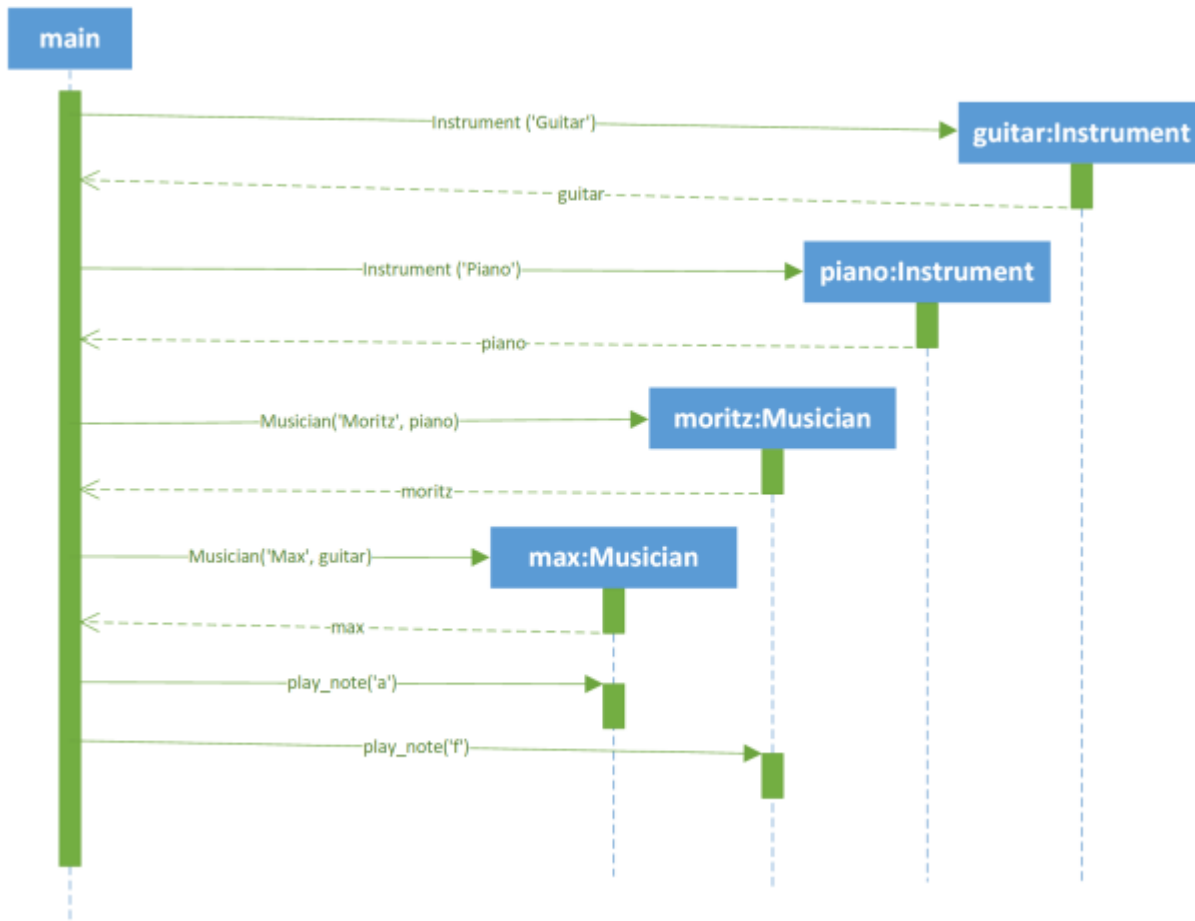 main
Instrument ('Guitar')
guitar:Instrument
guitar
Instrument ('Piano')
piano:Instrument
piano
Musician('Moritz', piano)
moritz:Musician
moritz
Musician('Max', guitar)
max:Musician
max
play_note('a')
play_note('f')